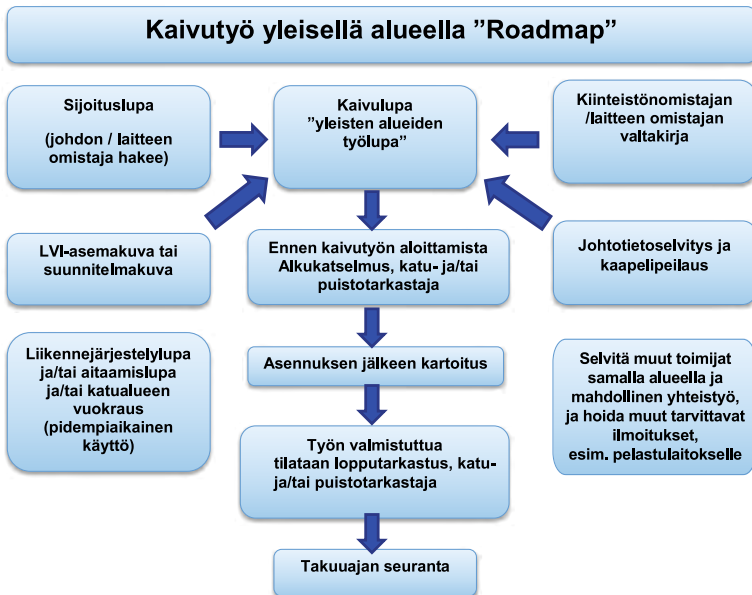 Kaivutyö yleisellä alueella ”Roadmap”
Sijoituslupa
(johdon / laitteen
omistaja hakee)
Kaivulupa
”yleisten alueiden
työlupa”
Kiinteistönomistajan
/laitteen omistajan
valtakirja
LVI-asemakuva tai
suunnitelmakuva
Ennen kaivutyön aloittamista
Alkukatselmus, katu- ja/tai
puistotarkastaja
Johtotietoselvitys ja
kaapelipeilaus
Liikennejärjestelylupa
ja/tai aitaamislupa
ja/tai katualueen
vuokraus
(pidempiaikainen
käyttö)
Asennuksen jälkeen kartoitus
Selvitä muut toimijat
samalla alueella ja
mahdollinen yhteistyö,
ja hoida muut tarvittavat
ilmoitukset,
esim. pelastulaitokselle
Työn valmistuttua
tilataan lopputarkastus, katu-
ja/tai puistotarkastaja
Takuuajan seuranta